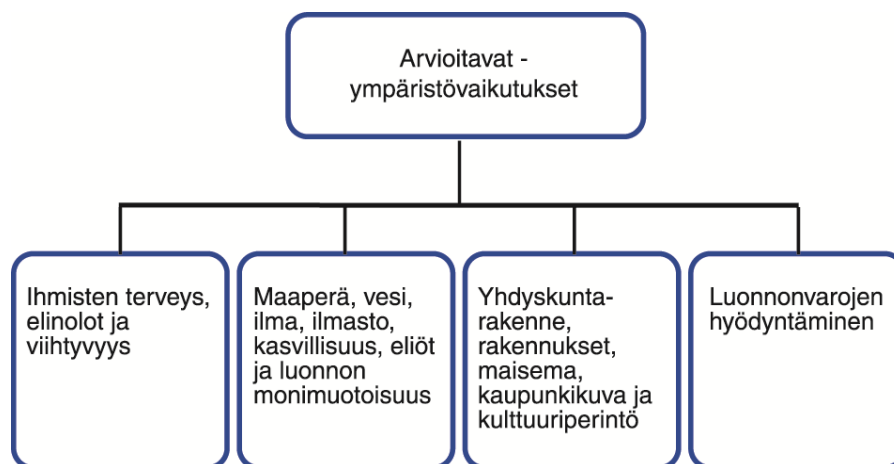 Arvioitavat -
ympäristövaikutukset
Ihmisten terveys,
elinolot ja
viihtyvyys
Maaperä, vesi,
ilma, ilmasto,
kasvillisuus, eliöt
ja luonnon
monimuotoisuus
Yhdyskunta-
rakenne,
rakennukset,
maisema,
kaupunkikuva ja
kulttuuriperintö
Luonnonvarojen
hyödyntäminen